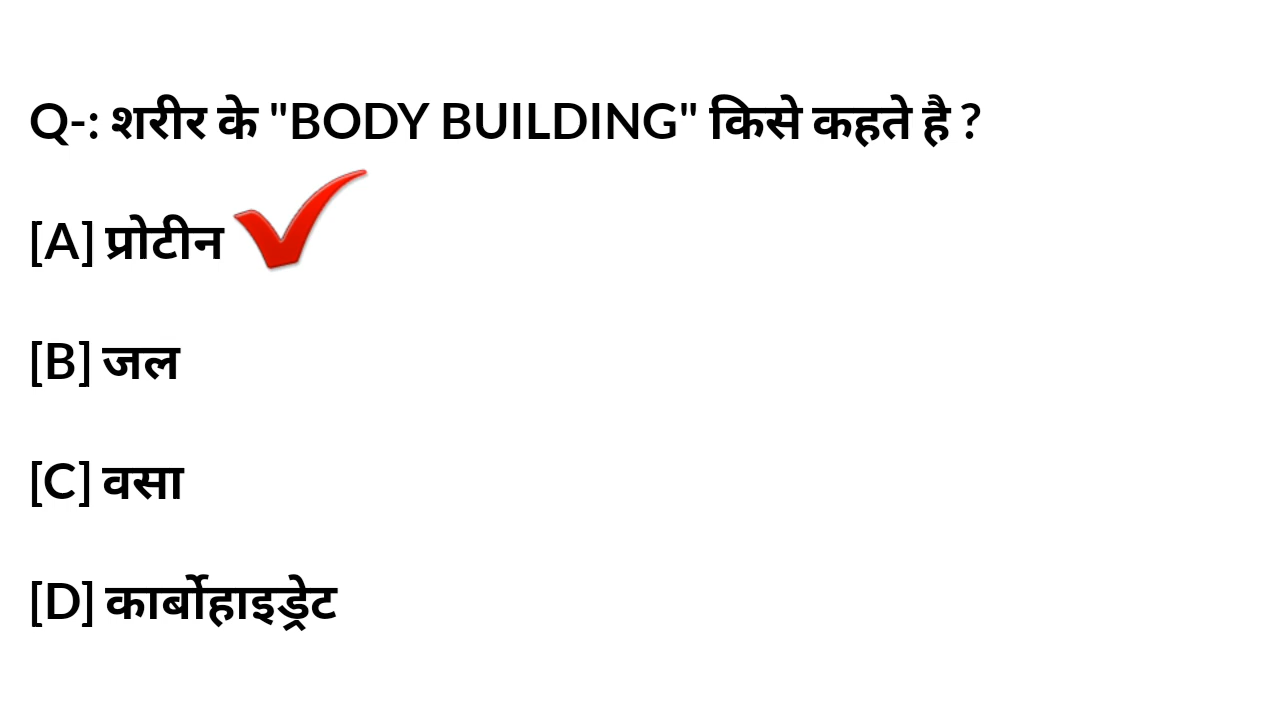 Q-: शरीर के "BODY BUILDING" किसे कहते है ?
[A] प्रोटीन
[B] जल
[C] वसा
[D] कार्बोहाइड्रेट